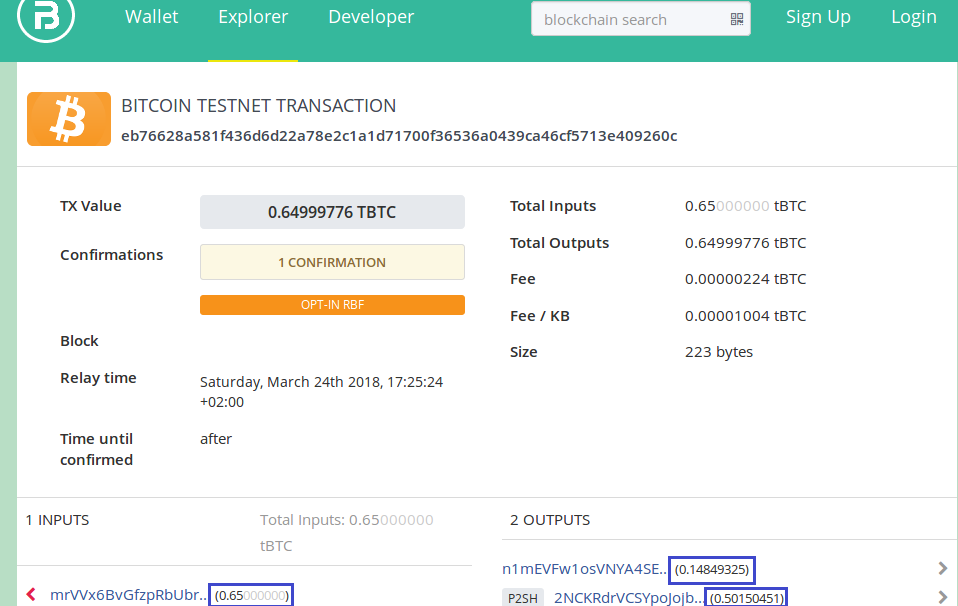 Wallet Explorer Developer blockchain search Sign Up Login
BITCOIN TESTNET TRANSACTION
eb76628a581f436d6d22a78e2c1a1d71700f36536a0439ca46cf5713e409260c
TX Value 0.64999776 TBTC
Confirmations 1 CONFIRMATION
OPT-IN RBF
Block
Relay time Saturday, March 24th 2018, 17:25:24
+02:00
Time until after
confirmed
Total Inputs 0.65000000 tBTC
Total Outputs 0.64999776 tBTC
Fee 0.00000224 tBTC
Fee / KB 0.00001004 tBTC
Size 223 bytes
1 INPUTS Total Inputs: 0.65000000
tBTC
mrVVx6BvGfzpRbUbr.. (0.65000000)
2 OUTPUTS
n1mEVFw1osVNYA4SE.. (0.14849325)
P2SH 2NCKRdrVCSYpoJojb... (0.50150451)